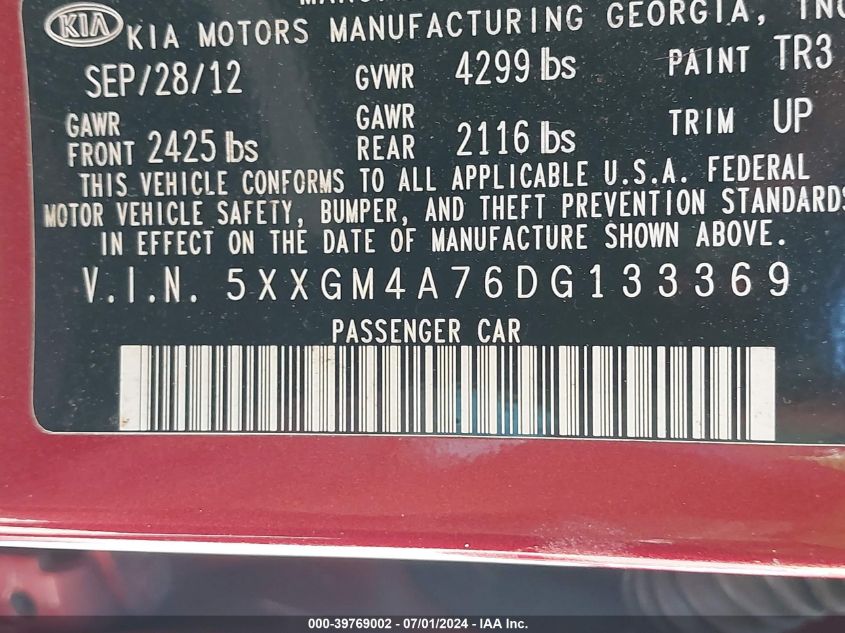 KIA KIA MOTORS MANUFACTURING GEORGIA, INC
SEP/28/12 GVWR 4299 lbs PAINT TR3
GAWR FRONT 2425 lbs GAWR REAR 2116 lbs TRIM UP
THIS VEHICLE CONFORMS TO ALL APPLICABLE U.S.A. FEDERAL
MOTOR VEHICLE SAFETY, BUMPER, AND THEFT PREVENTION STANDARDS
IN EFFECT ON THE DATE OF MANUFACTURE SHOWN ABOVE.
V.I.N. 5XXGM4A76DG133369
PASSENGER CAR
000-39769002 - 07/01/2024 - IAA Inc.